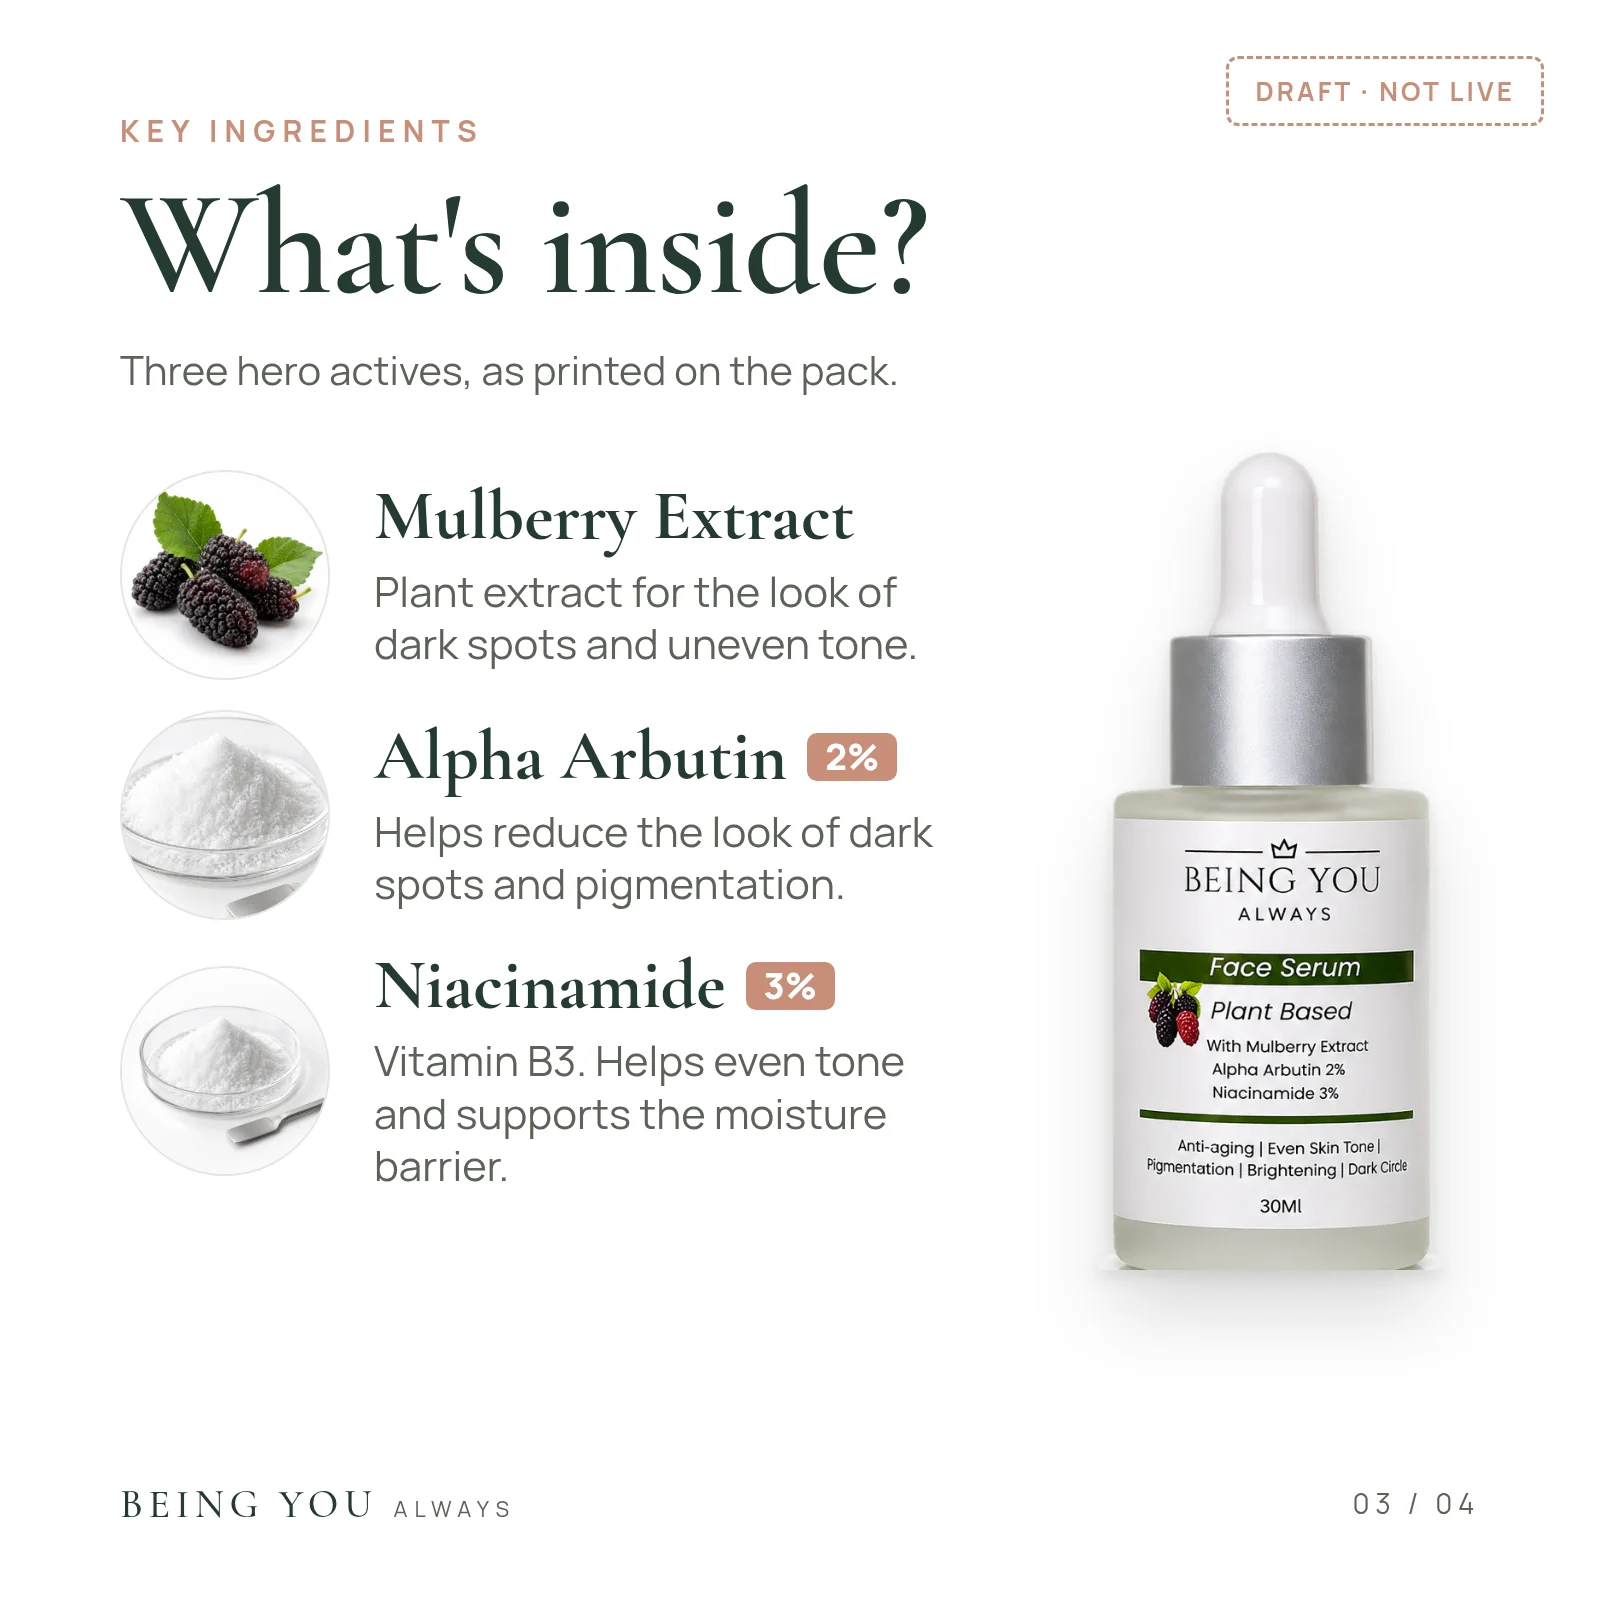 DRAFT · NOT LIVE
KEY INGREDIENTS
What's inside?
Three hero actives, as printed on the pack.
Mulberry Extract
Plant extract for the look of
dark spots and uneven tone.
Alpha Arbutin 2%
Helps reduce the look of dark
spots and pigmentation.
Niacinamide 3%
Vitamin B3. Helps even tone
and supports the moisture
barrier.
BEING YOU
ALWAYS
Face Serum
Plant Based
With Mulberry Extract
Alpha Arbutin 2%
Niacinamide 3%
Anti-aging | Even Skin Tone |
Pigmentation | Brightening | Dark Circle
30Ml
BEING YOU ALWAYS
03 / 04